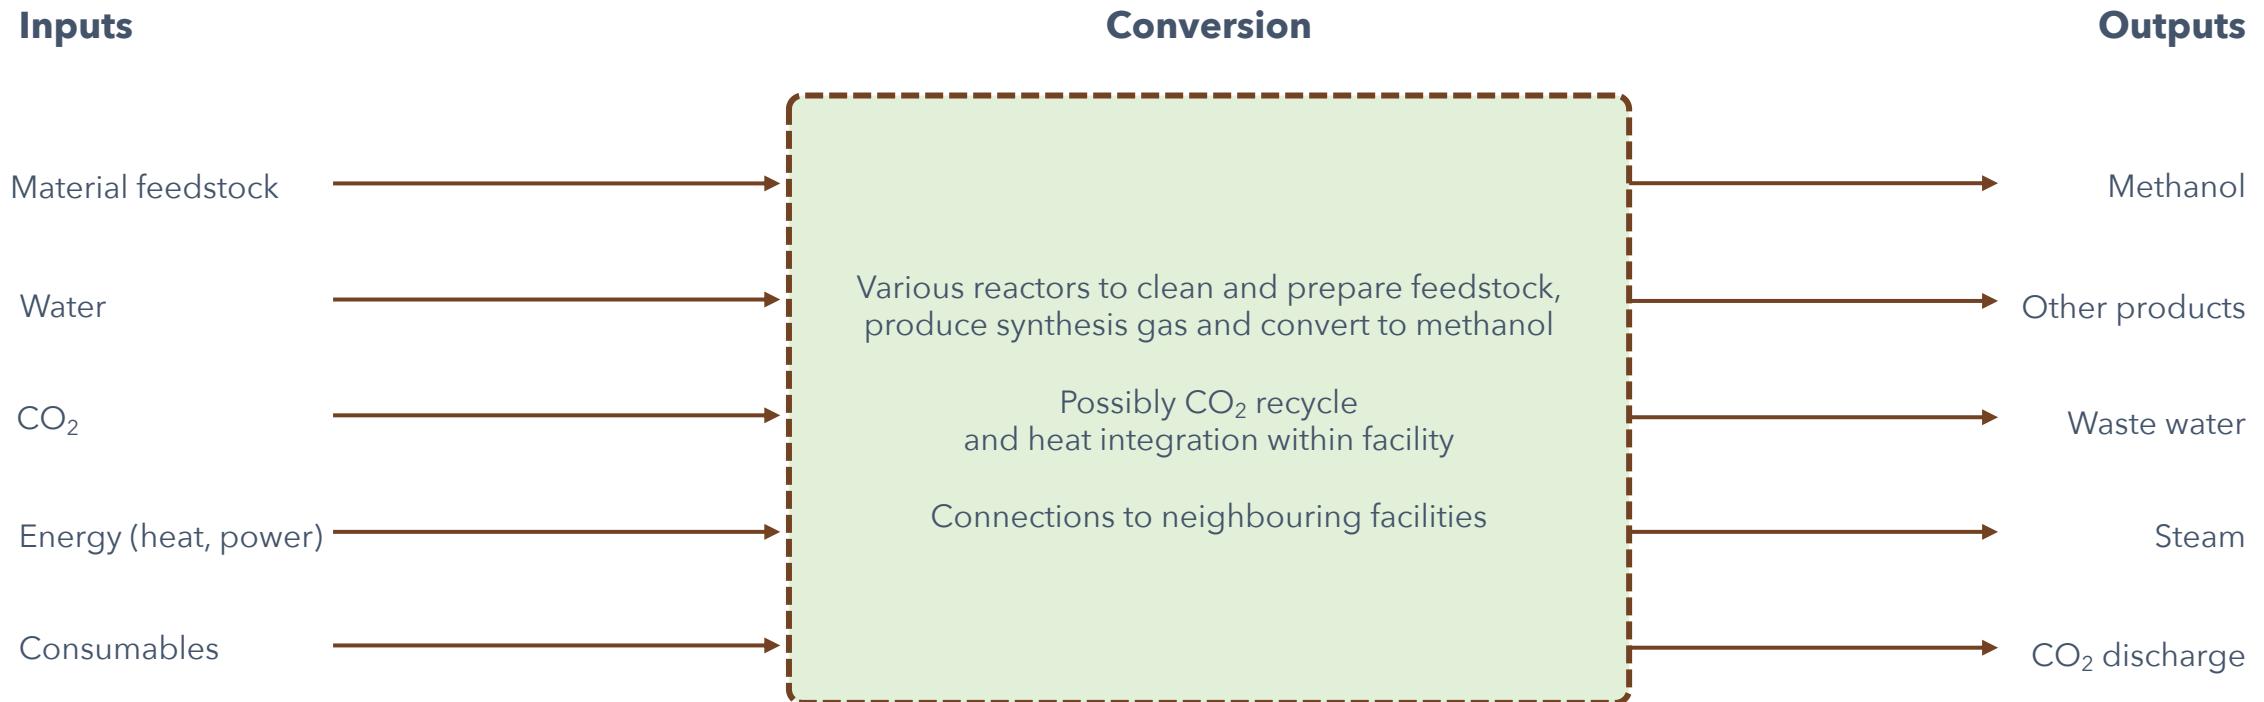 Inputs
Conversion
Outputs
Material feedstock
Water
CO₂
Energy (heat, power)
Consumables
Various reactors to clean and prepare feedstock,
produce synthesis gas and convert to methanol
Possibly CO₂ recycle
and heat integration within facility
Connections to neighbouring facilities
Methanol
Other products
Waste water
Steam
CO₂ discharge